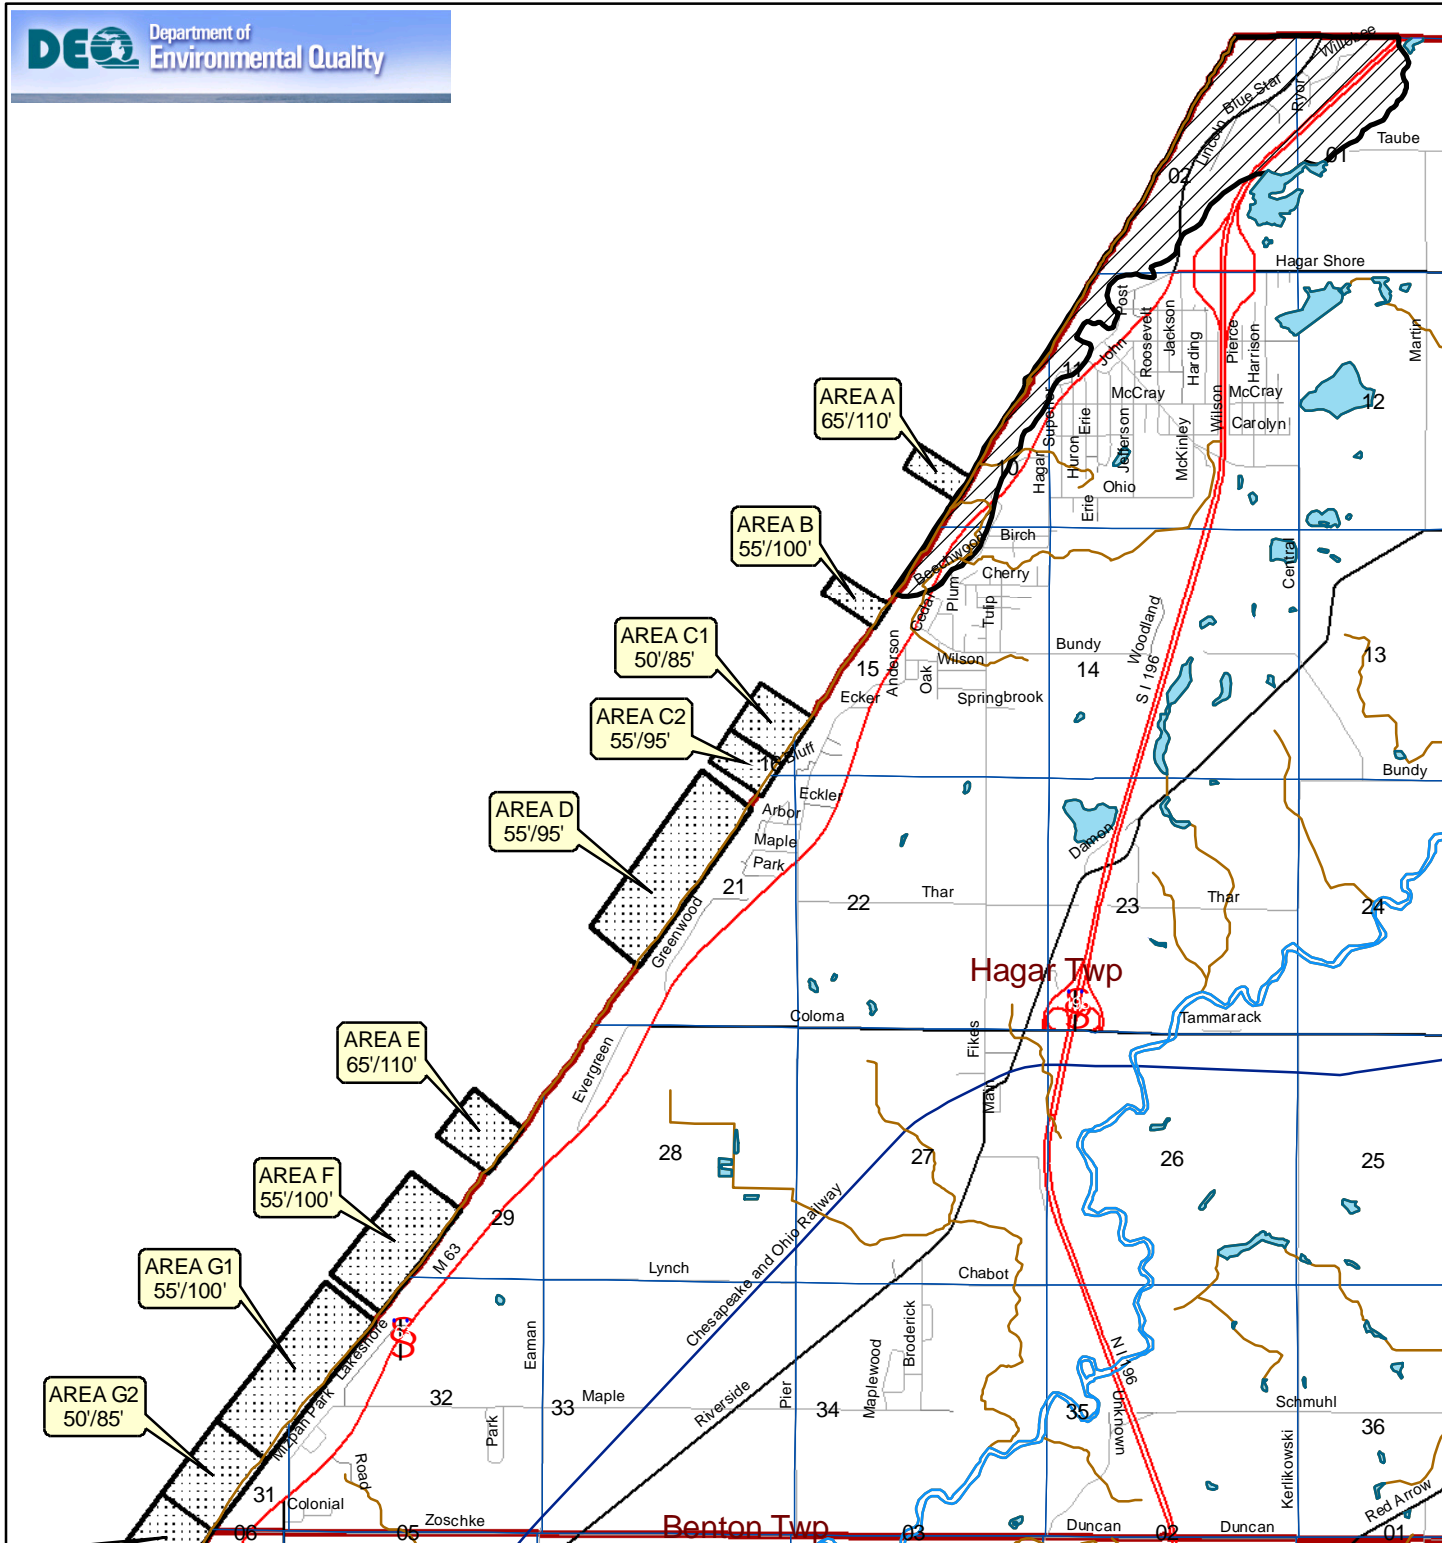 DEQ
Department of
Environmental Quality
Willobee
Blue Star
Ryor
Lincoln
Taube
01
02
Hagar Shore
Post
Roosevelt
Jackson
Harding
Pierce
Harrison
Martin
John
11
McCray
McCray
12
AREA A
65'/110'
Superior
Hagar
Erie
Huron
Jefferson
McKinley
Wilson
Carolyn
10
Ohio
Erie
AREA B
55'/100'
Birch
Beechwood
Cherry
Central
Plum
Cedar
Tulip
AREA C1
50'/85'
Anderson
15
Oak
Wilson
Bundy
14
Woodland
S I 196
13
Ecker
Springbrook
AREA C2
55'/95'
Bluff
16
Bundy
Eckler
AREA D
55'/95'
Arbor
Maple
Park
Damon
21
22
Thar
23
Thar
24
Greenwood
Hagar Twp
Coloma
Tammarack
Fikes
AREA E
65'/110'
Evergreen
Main
28
27
26
25
AREA F
55'/100'
29
M 63
Chesapeake and Ohio Railway
AREA G1
55'/100'
Lynch
Chabot
Lakeshore
Eaman
Broderick
Maplewood
N I 196
AREA G2
50'/85'
Mizpah Park
32
33
Maple
Park
Riverside
Pier
34
35
Unknown
Schmuhl
36
Kerlikowski
Road
31
Colonial
Red Arrow
Zoschke
06
05
Benton Twp
03
Duncan
02
Duncan
01